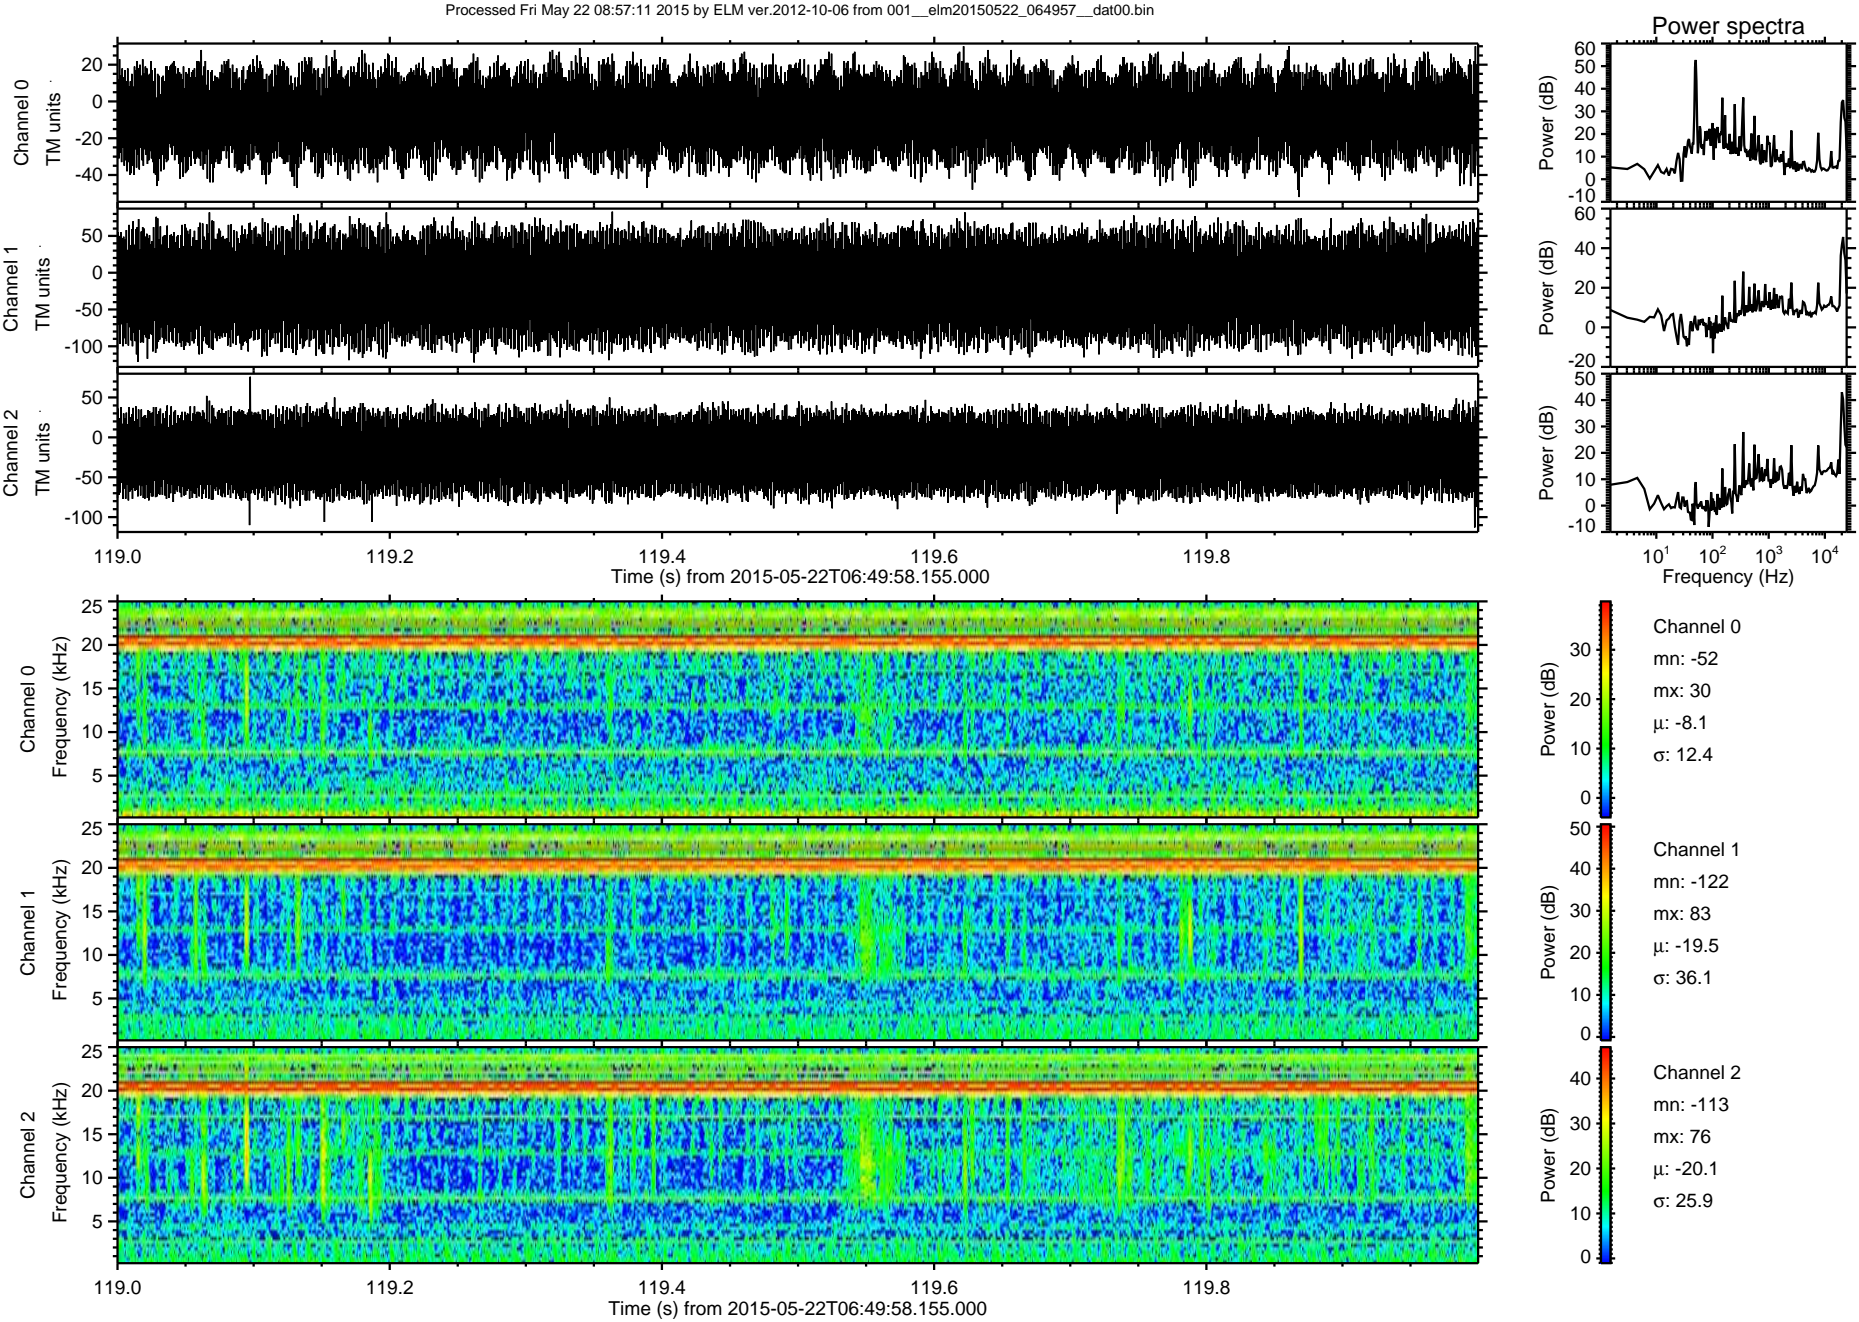 Processed Fri May 22 08:57:11 2015 by ELM ver.2012-10-06 from 001__elm20150522_064957__dat00.bin
Power spectra
Channel 0
TM units
20
0
-20
-40
Power (dB)
60
50
40
30
20
10
0
-10
Channel 1
TM units
50
0
-50
-100
Power (dB)
60
40
20
0
-20
Channel 2
TM units
50
0
-50
-100
Power (dB)
50
40
30
20
10
0
-10
119.0 119.2 119.4 119.6 119.8
Time (s) from 2015-05-22T06:49:58.155.000
10¹ 10² 10³ 10⁴
Frequency (Hz)
Channel 0
Frequency (kHz)
25
20
15
10
5
Power (dB)
30
20
10
0
Channel 0
mn: -52
mx: 30
μ: -8.1
σ: 12.4
Channel 1
Frequency (kHz)
25
20
15
10
5
Power (dB)
50
40
30
20
10
0
Channel 1
mn: -122
mx: 83
μ: -19.5
σ: 36.1
Channel 2
Frequency (kHz)
25
20
15
10
5
Power (dB)
40
30
20
10
0
Channel 2
mn: -113
mx: 76
μ: -20.1
σ: 25.9
119.0 119.2 119.4 119.6 119.8
Time (s) from 2015-05-22T06:49:58.155.000